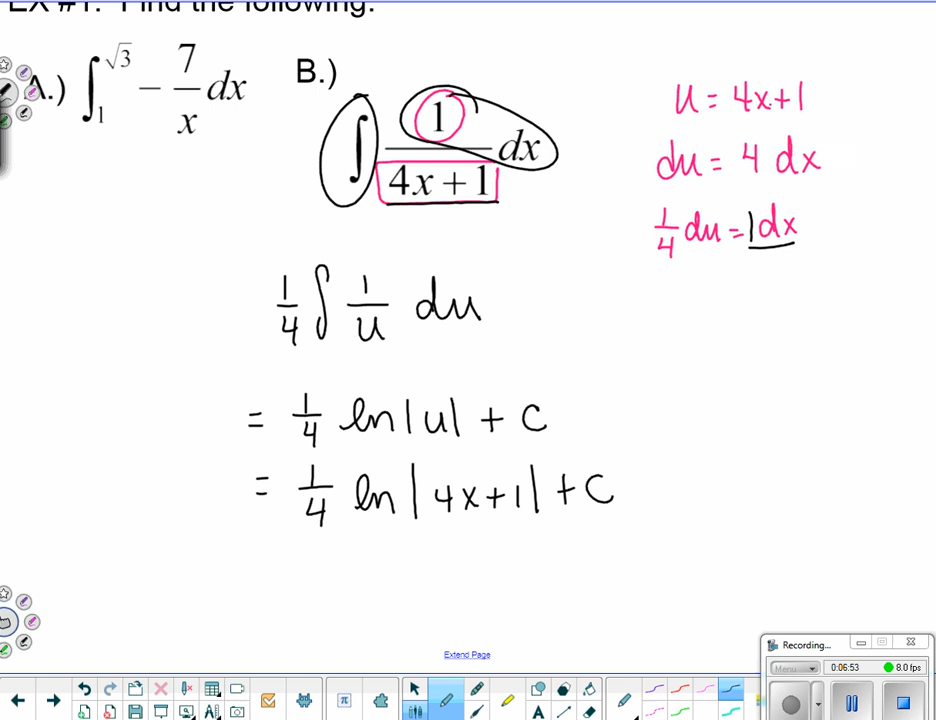 EX #1: Find the following:
A.) ∫₁^√3 − 7/x dx
B.) ∫ 1/(4x + 1) dx
u = 4x+1
du = 4 dx
1/4 du = 1dx
1/4 ∫ 1/u du
= 1/4 ln|u| + c
= 1/4 ln|4x+1| + C
Extend Page
Recording...
Menu
0:06:53
8.0 fps